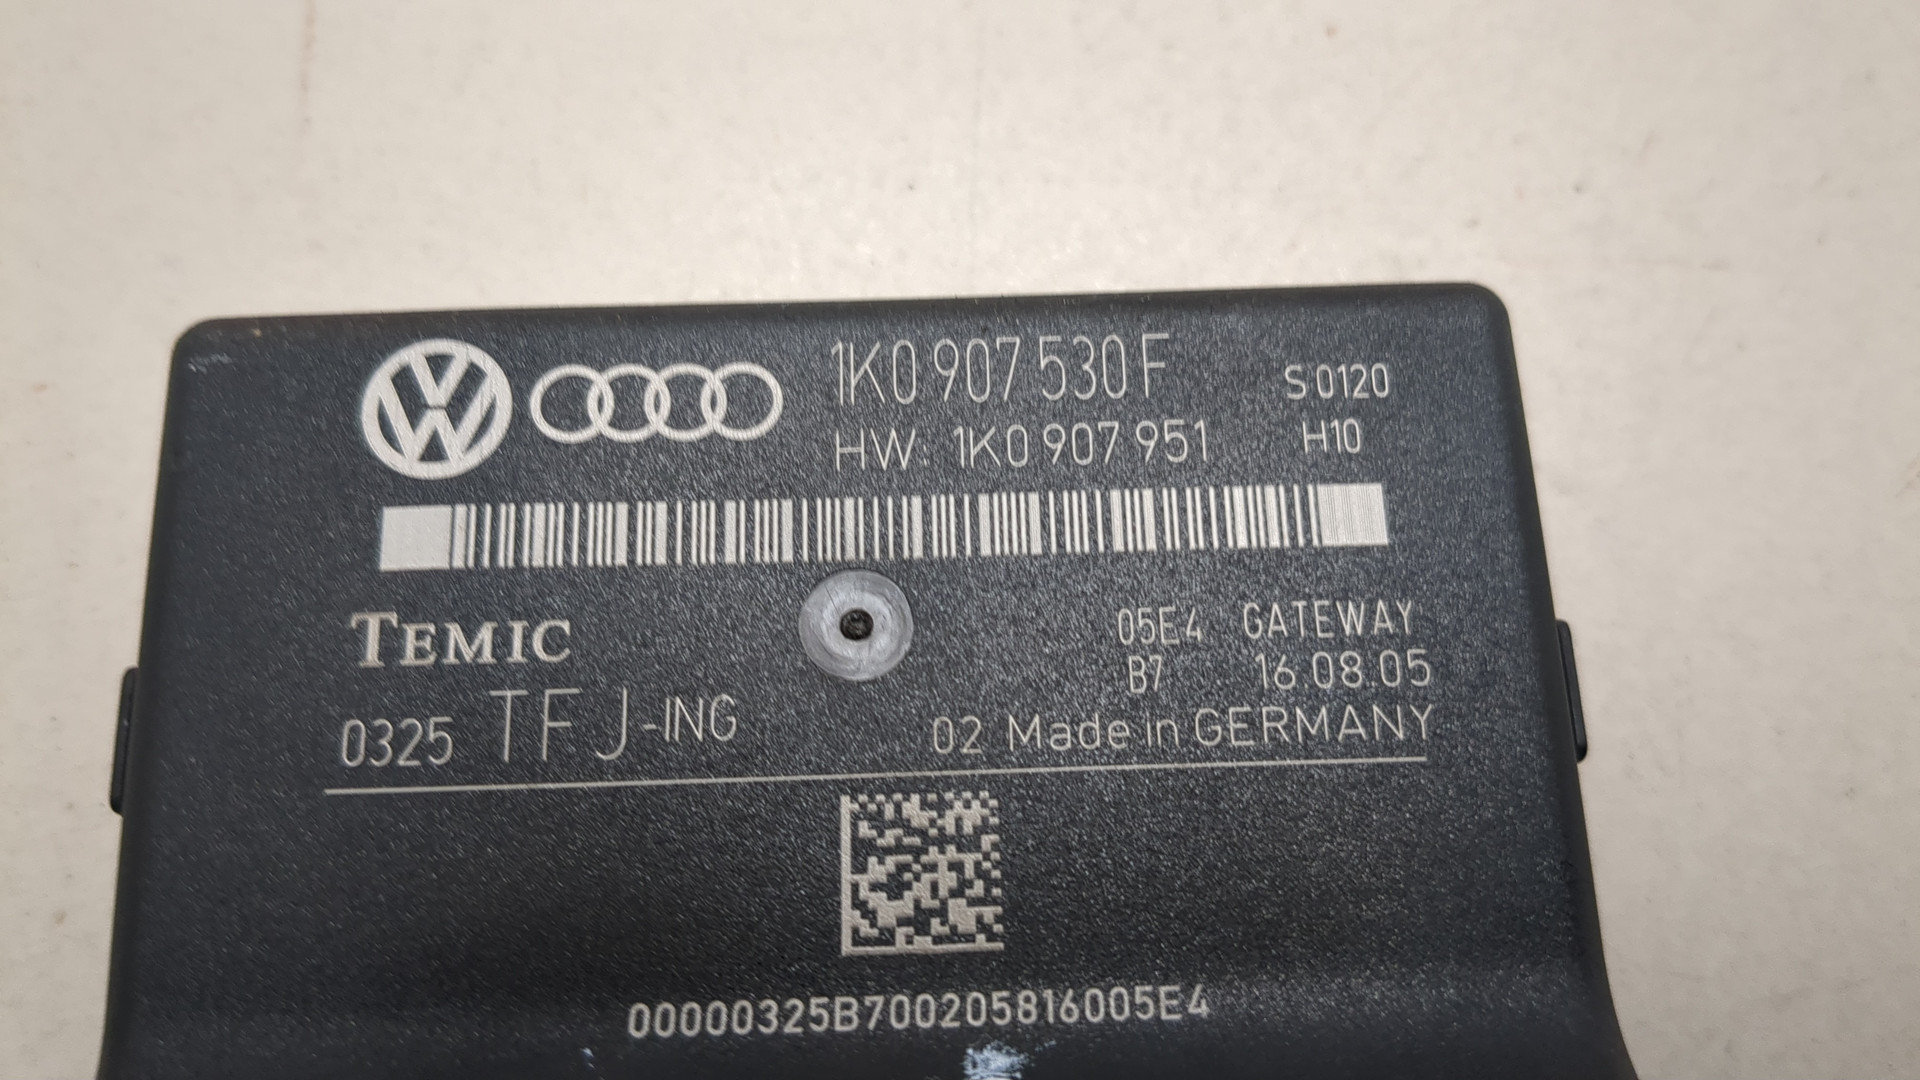 1K0 907 530 F S 0120
HW: 1K0 907 951 H10
TEMIC
05E4 GATEWAY
B7 16.08.05
0325 TFJ-ING 02 Made in GERMANY
00000325B700205816005E4